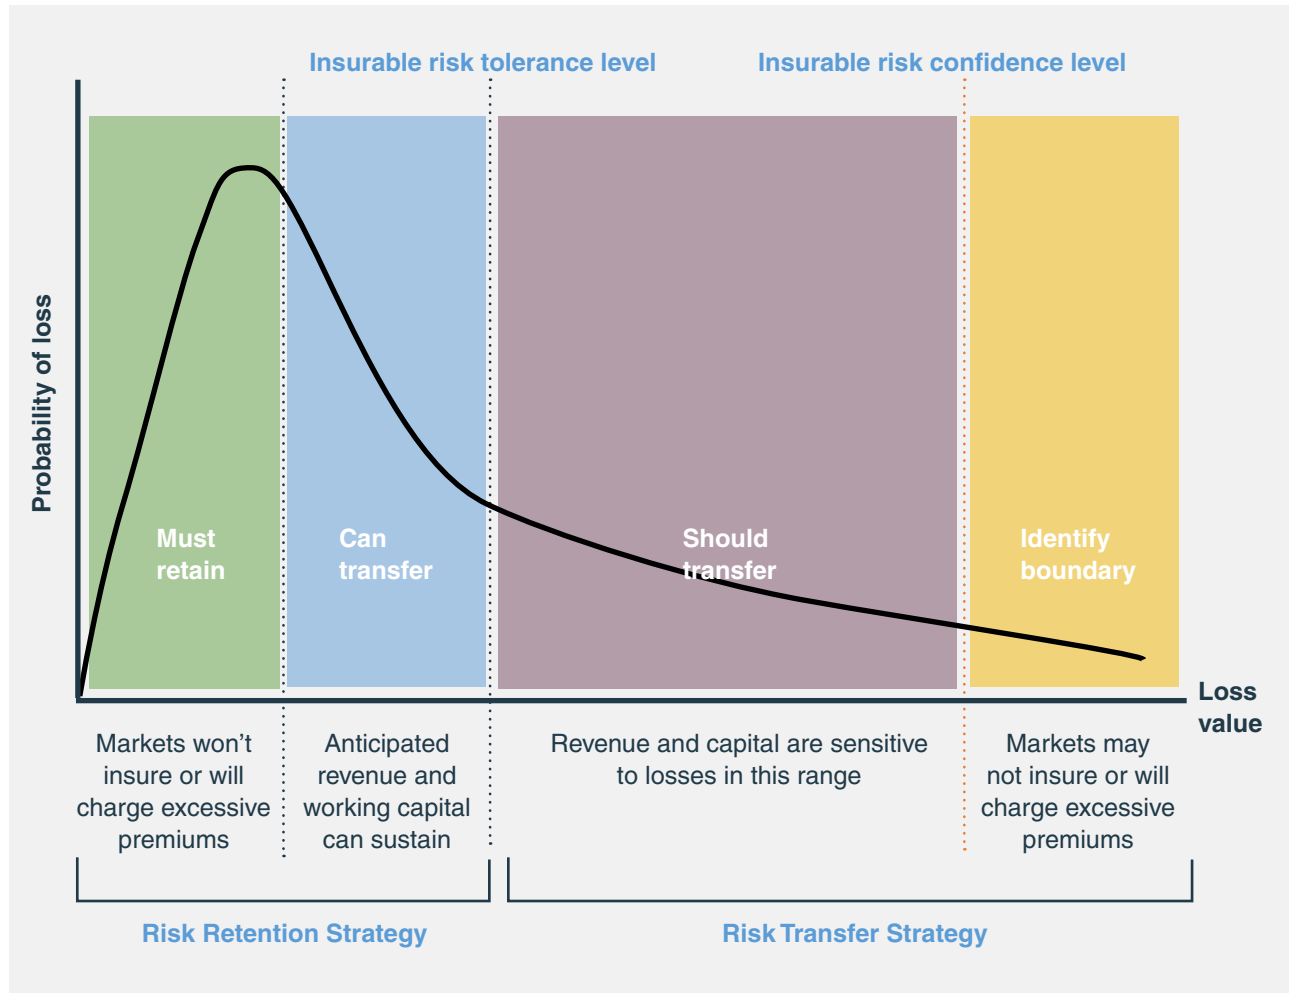 Insurable risk tolerance level
Insurable risk confidence level
Probability of loss
Must
retain
Can
transfer
Should
transfer
Identify
boundary
Loss
value
Markets won’t
insure or will
charge excessive
premiums
Anticipated
revenue and
working capital
can sustain
Revenue and capital are sensitive
to losses in this range
Markets may
not insure or will
charge excessive
premiums
Risk Retention Strategy
Risk Transfer Strategy